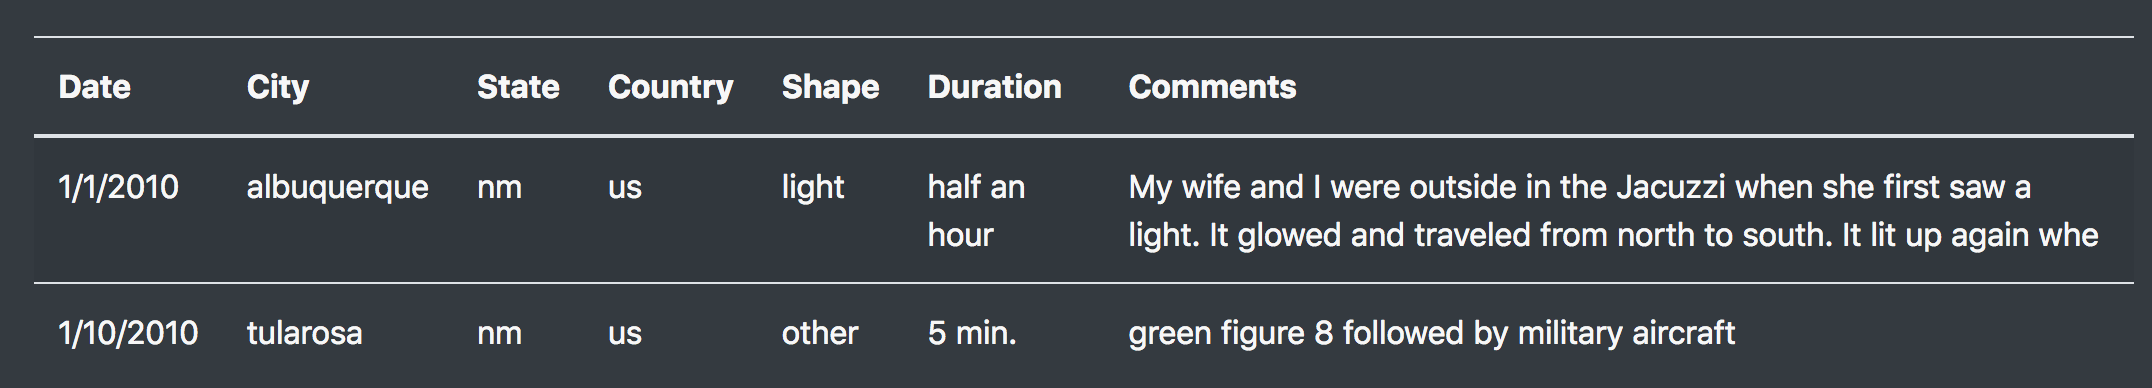 Date City State Country Shape Duration Comments
1/1/2010 albuquerque nm us light half an My wife and I were outside in the Jacuzzi when she first saw a
hour light. It glowed and traveled from north to south. It lit up again whe
1/10/2010 tularosa nm us other 5 min. green figure 8 followed by military aircraft